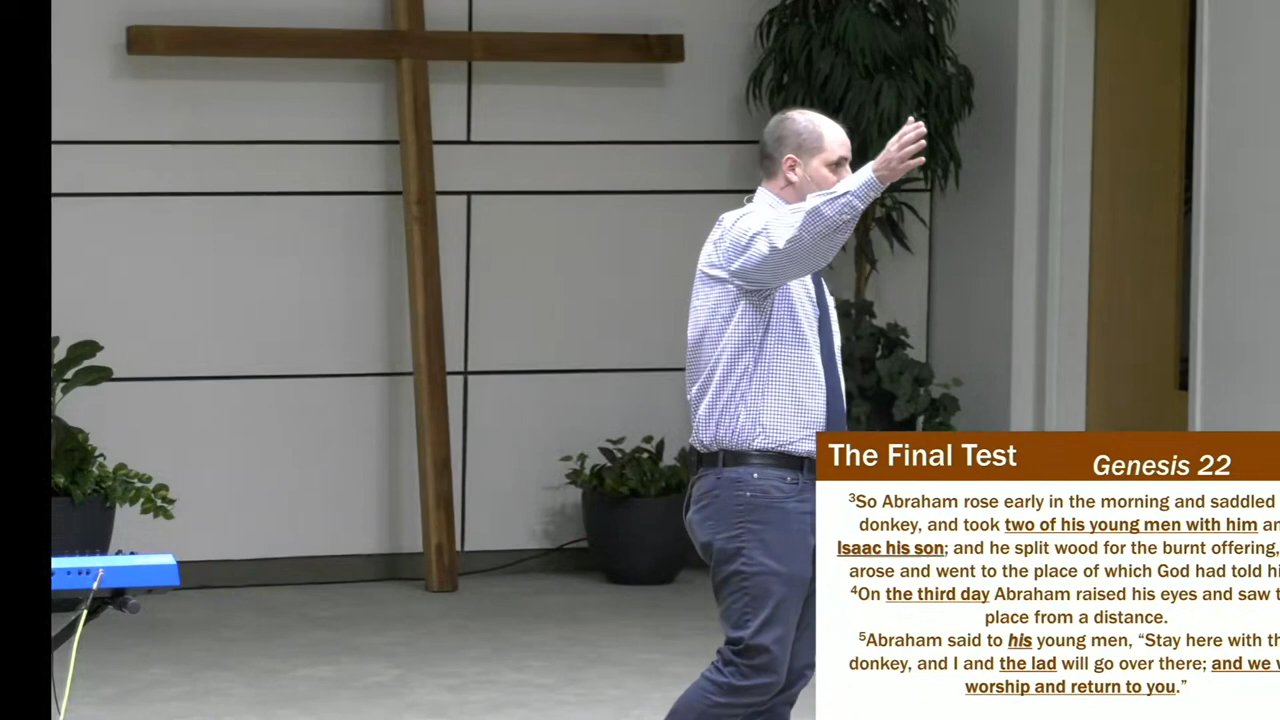 The Final Test
Genesis 22
³So Abraham rose early in the morning and saddled
donkey, and took two of his young men with him
Isaac his son; and he split wood for the burnt offering,
arose and went to the place of which God had told
⁴On the third day Abraham raised his eyes and saw
place from a distance.
⁵Abraham said to his young men, “Stay here with
donkey, and I and the lad will go over there; and we
worship and return to you.”